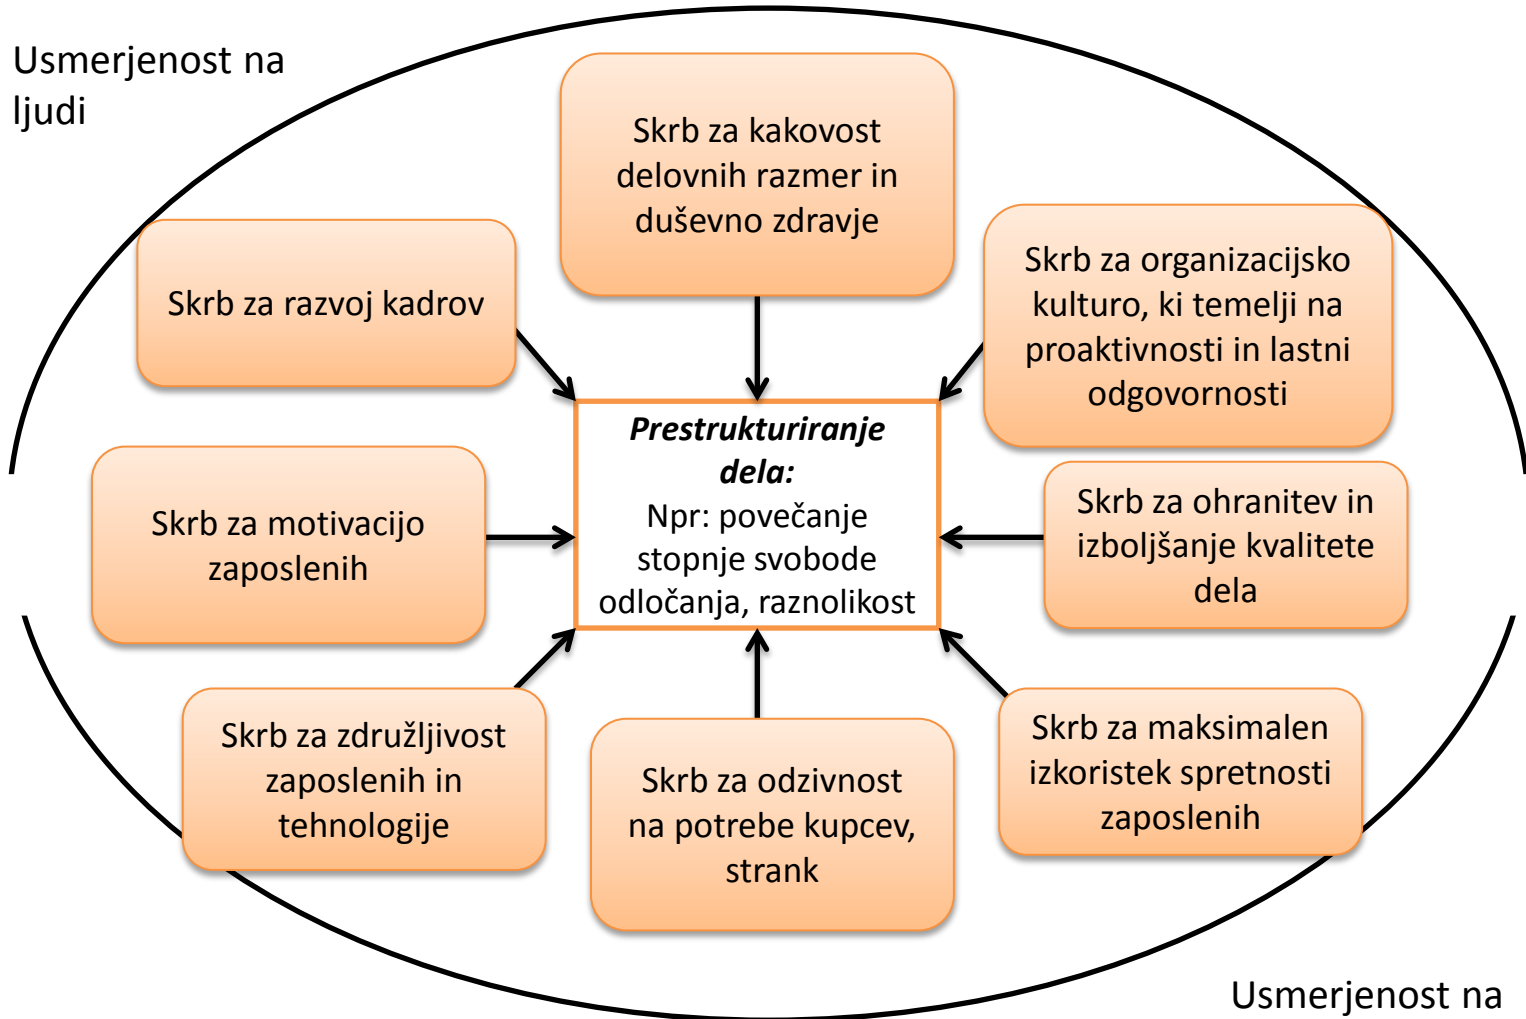 Usmerjenost na
ljudi
Skrb za kakovost
delovnih razmer in
duševno zdravje
Skrb za razvoj kadrov
Skrb za organizacijsko
kulturo, ki temelji na
proaktivnosti in lastni
odgovornosti
Prestrukturiranje
dela:
Npr: povečanje
stopnje svobode
odločanja, raznolikost
Skrb za motivacijo
zaposlenih
Skrb za ohranitev in
izboljšanje kvalitete
dela
Skrb za združljivost
zaposlenih in
tehnologije
Skrb za odzivnost
na potrebe kupcev,
strank
Skrb za maksimalen
izkoristek spretnosti
zaposlenih
Usmerjenost na